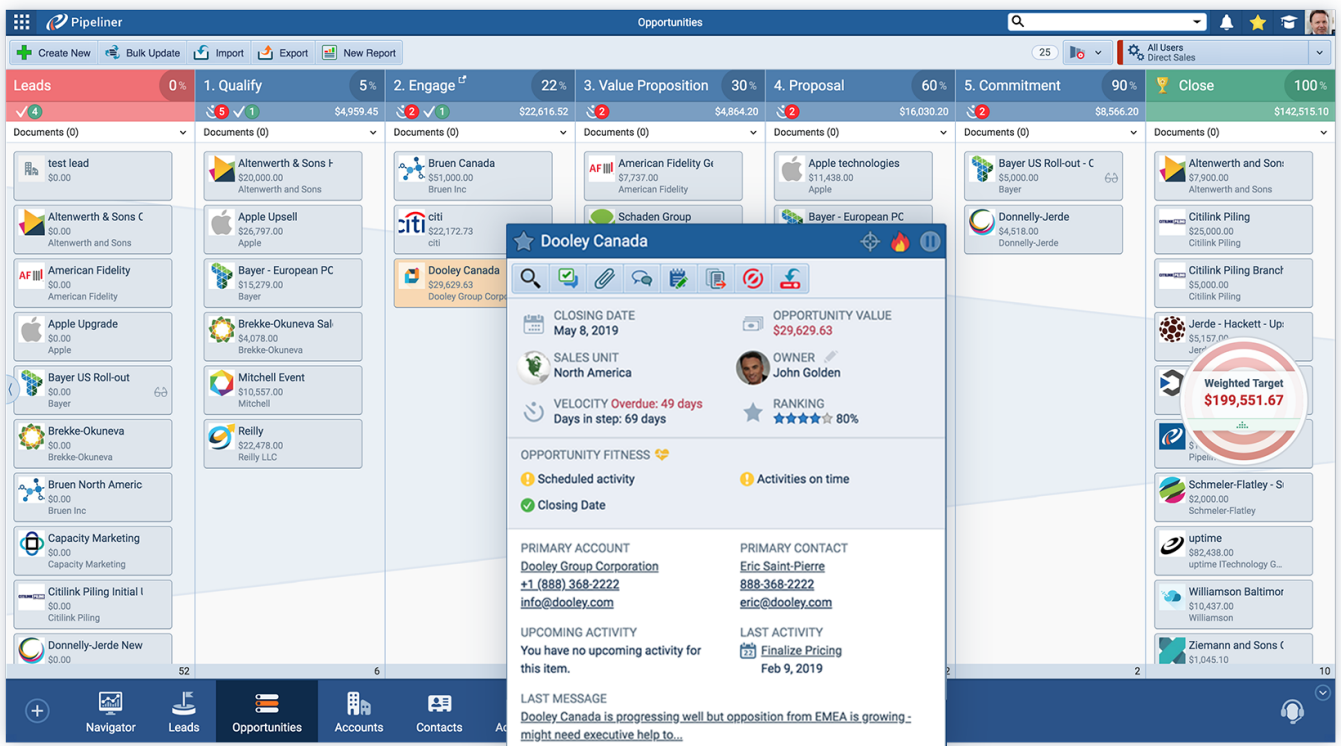 Pipeliner
Opportunities
Create New
Bulk Update
Import
Export
New Report
25
All Users
Direct Sales
Leads 0%
4
Documents (0)
test lead
$0.00
Altenwerth & Sons C
$0.00
Altenwerth and Sons
American Fidelity
$0.00
American Fidelity
Apple Upgrade
$0.00
Apple
Bayer US Roll-out
$0.00
Bayer
Brekke-Okuneva
$0.00
Brekke-Okuneva
Bruen North Americ
$0.00
Bruen Inc
Capacity Marketing
$0.00
Capacity Marketing
Citilink Piling Initial
$0.00
Citilink Piling
Donnelly-Jerde New
$0.00
52
1. Qualify 5%
5 1 $4,959.45
Documents (0)
Altenwerth & Sons
$20,000.00
Altenwerth and Sons
Apple Upsell
$26,797.00
Apple
Bayer - European PC
$15,279.00
Bayer
Brekke-Okuneva Sal
$4,078.00
Brekke-Okuneva
Mitchell Event
$10,557.00
Mitchell
Reilly
$22,478.00
Reilly LLC
6
2. Engage 22%
2 1 $22,616.52
Documents (0)
Bruen Canada
$51,000.00
Bruen Inc
citi
citi
$22,172.73
citi
Dooley Canada
$29,629.63
Dooley Group Corpo
3. Value Proposition 30%
2 $4,864.20
Documents (0)
AF
American Fidelity Ge
$7,737.00
American Fidelity
Schaden Group
4. Proposal 60%
2 $16,030.20
Documents (0)
Apple technologies
$11,438.00
Apple
Bayer - European PC
2
5. Commitment 90%
2 $8,566.20
Documents (0)
Bayer US Roll-out - C
$5,000.00
Bayer
Donnelly-Jerde
$4,518.00
Donnelly-Jerde
2
Close 100%
$142,515.10
Documents (0)
Altenwerth and Son
$7,900.00
Altenwerth and Sons
Citilink Piling
$25,000.00
Citilink Piling
Citilink Piling Branch
$5,000.00
Citilink Piling
Jerde - Hackett - Up
$5,157.00
Jer
Weighted Target
$199,551.67
Pipelin
Schmeler-Flatley - S
$2,000.00
Schmeler-Flatley
uptime
$82,438.00
uptime ITechnology G...
Williamson Baltimor
$10,437.00
Williamson
Ziemann and Sons C
$1,045.10
10
Dooley Canada
CLOSING DATE
May 8, 2019
OPPORTUNITY VALUE
$29,629.63
SALES UNIT
North America
OWNER
John Golden
VELOCITY Overdue: 49 days
Days in step: 69 days
RANKING
80%
OPPORTUNITY FITNESS
Scheduled activity
Activities on time
Closing Date
PRIMARY ACCOUNT
Dooley Group Corporation
+1 (888) 368-2222
info@dooley.com
PRIMARY CONTACT
Eric Saint-Pierre
888-368-2222
eric@dooley.com
UPCOMING ACTIVITY
You have no upcoming activity for
this item.
LAST ACTIVITY
22 Finalize Pricing
Feb 9, 2019
LAST MESSAGE
Dooley Canada is progressing well but opposition from EMEA is growing -
might need executive help to...
Navigator
Leads
Opportunities
Accounts
Contacts